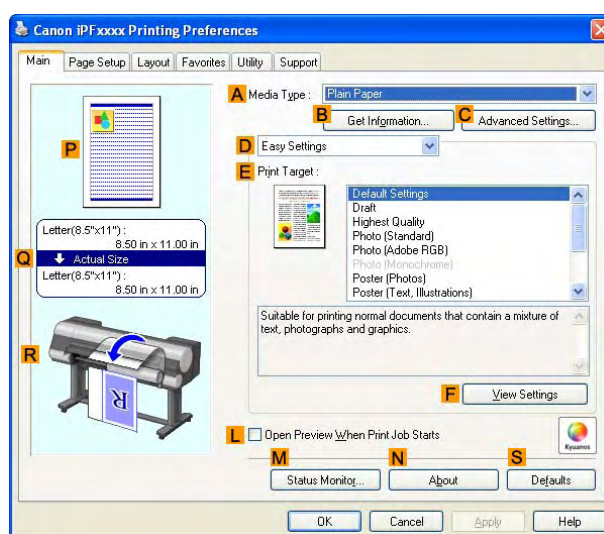 Canon iPFxxxx Printing Preferences
Main Page Setup Layout Favorites Utility Support
A Media Type : Plain Paper
B C
Get Information... Advanced Settings...
D Easy Settings
E Print Target :
P
Default Settings
Draft
Highest Quality
Photo (Standard)
Photo (Adobe RGB)
Photo (Monochrome)
Poster (Photos)
Poster (Text, Illustrations)
Letter(8.5"x11") :
8.50 in x 11.00 in
Q Actual Size
Letter(8.5"x11") :
8.50 in x 11.00 in
Suitable for printing normal documents that contain a mixture of
text, photographs and graphics.
R
R
F View Settings
L Open Preview When Print Job Starts
Kyuanos
M N S
Status Monitor... About Defaults
OK Cancel Apply Help